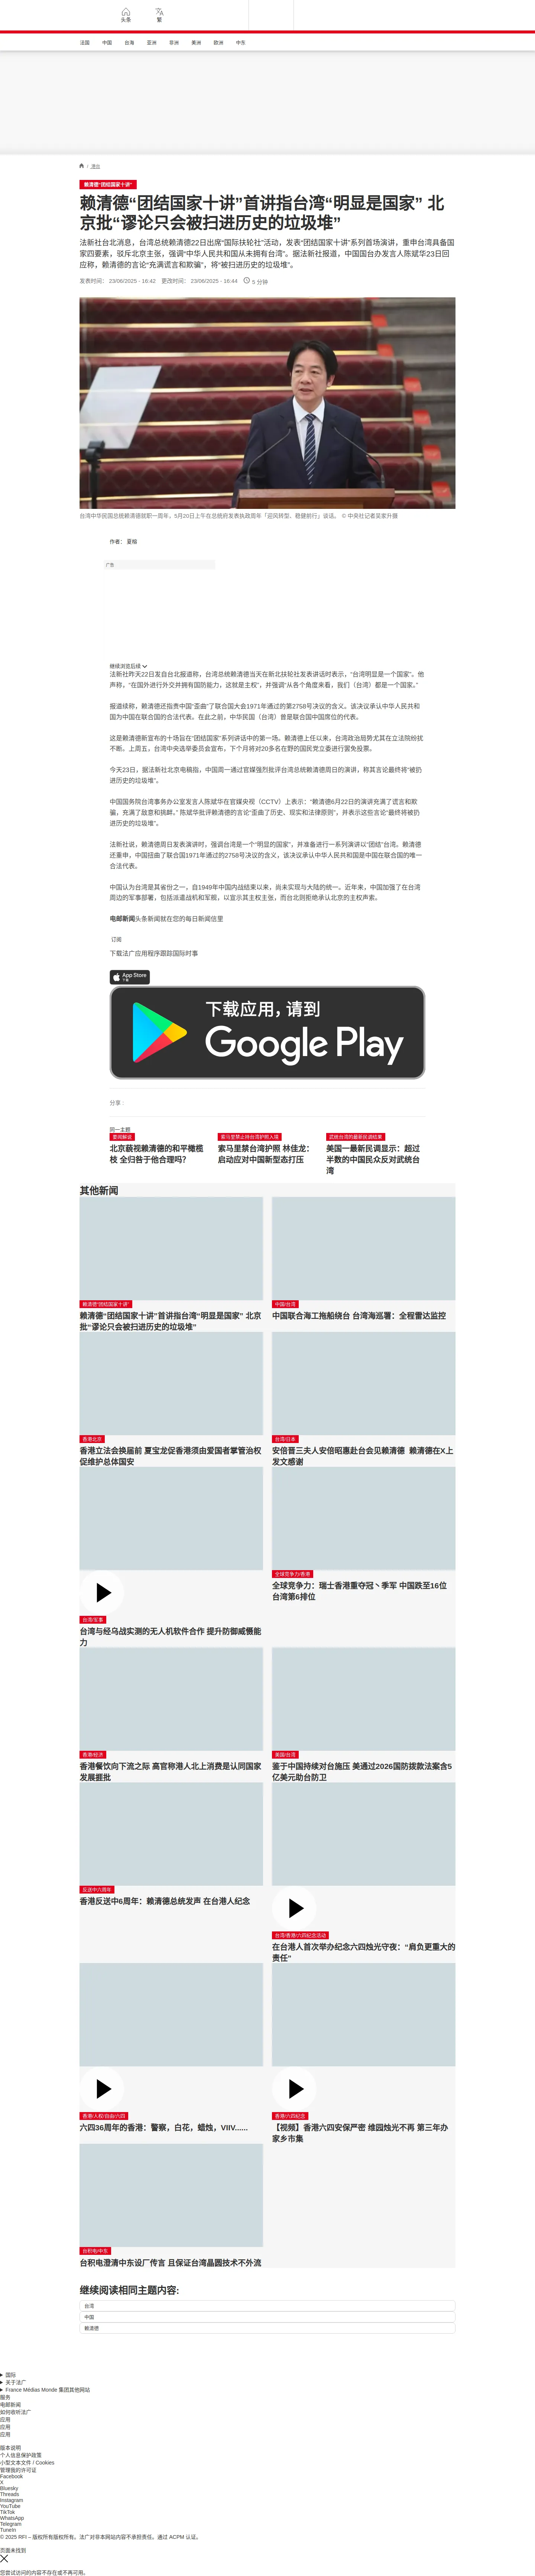 头条
繁
法国
中国
台海
亚洲
非洲
美洲
欧洲
中东
/ 港台
赖清德“团结国家十讲”
赖清德“团结国家十讲”首讲指台湾“明显是国家” 北
京批“谬论只会被扫进历史的垃圾堆”
法新社台北消息，台湾总统赖清德22日出席“国际扶轮社”活动，发表“团结国家十讲”系列首场演讲，重申台湾具备国
家四要素，驳斥北京主张，强调“中华人民共和国从未拥有台湾”。据法新社报道，中国国台办发言人陈斌华23日回
应称，赖清德的言论“充满谎言和欺骗”，将“被扫进历史的垃圾堆”。
发表时间： 23/06/2025 - 16:42 更改时间： 23/06/2025 - 16:44 5 分钟
台湾中华民国总统赖清德就职一周年，5月20日上午在总统府发表执政周年「迎风转型、稳健前行」谈话。 © 中央社记者吴家升摄
作者： 夏榕
广告
继续浏览后续
法新社昨天22日发自台北报道称，台湾总统赖清德当天在新北扶轮社发表讲话时表示，“台湾明显是一个国家”。他
声称，“在国外进行外交并拥有国防能力，这就是主权”，并强调“从各个角度来看，我们（台湾）都是一个国家。”
报道续称，赖清德还指责中国“歪曲”了联合国大会1971年通过的第2758号决议的含义。该决议承认中华人民共和
国为中国在联合国的合法代表。在此之前，中华民国（台湾）曾是联合国中国席位的代表。
这是赖清德新宣布的十场旨在“团结国家”系列讲话中的第一场。赖清德上任以来，台湾政治局势尤其在立法院纷扰
不断。上周五，台湾中央选举委员会宣布，下个月将对20多名在野的国民党立委进行罢免投票。
今天23日，据法新社北京电稿指，中国周一通过官媒强烈批评台湾总统赖清德周日的演讲，称其言论最终将“被扔
进历史的垃圾堆”。
中国国务院台湾事务办公室发言人陈斌华在官媒央视（CCTV）上表示：“赖清德6月22日的演讲充满了谎言和欺
骗，充满了敌意和挑衅。” 陈斌华批评赖清德的言论“歪曲了历史、现实和法律原则”，并表示这些言论“最终将被扔
进历史的垃圾堆”。
法新社说，赖清德周日发表演讲时，强调台湾是一个“明显的国家”，并准备进行一系列演讲以“团结”台湾。赖清德
还重申，中国扭曲了联合国1971年通过的2758号决议的含义，该决议承认中华人民共和国是中国在联合国的唯一
合法代表。
中国认为台湾是其省份之一，自1949年中国内战结束以来，尚未实现与大陆的统一。近年来，中国加强了在台湾
周边的军事部署，包括派遣战机和军舰，以宣示其主权主张，而台北则拒绝承认北京的主权声索。
电邮新闻头条新闻就在您的每日新闻信里
订阅
下载法广应用程序跟踪国际时事
App Store
下载
下载应用，请到
Google Play
分享 :
同一主题
要闻解说
北京藐视赖清德的和平橄榄
枝 全归咎于他合理吗？
索马里禁止持台湾护照入境
索马里禁台湾护照 林佳龙：
启动应对中国新型态打压
武统台湾的最新民调结果
美国一最新民调显示：超过
半数的中国民众反对武统台
湾
其他新闻
赖清德“团结国家十讲”
赖清德“团结国家十讲”首讲指台湾“明显是国家” 北京
批“谬论只会被扫进历史的垃圾堆”
中国/台湾
中国联合海工拖船绕台 台湾海巡署：全程雷达监控
香港北京
香港立法会换届前 夏宝龙促香港须由爱国者掌管治权
促维护总体国安
台湾/日本
安倍晋三夫人安倍昭惠赴台会见赖清德 赖清德在X上
发文感谢
台湾/军事
台湾与经乌战实测的无人机软件合作 提升防御威慑能
力
全球竞争力/香港
全球竞争力：瑞士香港重夺冠丶季军 中国跌至16位
台湾第6排位
香港/经济
香港餐饮向下流之际 高官称港人北上消费是认同国家
发展捱批
美国/台湾
鉴于中国持续对台施压 美通过2026国防拨款法案含5
亿美元助台防卫
反送中六周年
香港反送中6周年：赖清德总统发声 在台港人纪念
台湾/香港/六四纪念活动
在台港人首次举办纪念六四烛光守夜：“肩负更重大的
责任”
香港/人权/自由/六四
六四36周年的香港：警察，白花，蜡烛，VIIV……
香港/六四纪念
【视频】香港六四安保严密 维园烛光不再 第三年办
家乡市集
台积电/中东
台积电澄清中东设厂传言 且保证台湾晶圆技术不外流
继续阅读相同主题内容:
台湾
中国
赖清德
国际
关于法广
France Médias Monde 集团其他网站
服务
电邮新闻
如何收听法广
应用
应用
应用
版本说明
个人信息保护政策
小型文本文件 / Cookies
管理我的许可证
Facebook
X
Bluesky
Threads
Instagram
YouTube
TikTok
WhatsApp
Telegram
TuneIn
© 2025 RFI – 版权所有版权所有。法广对非本网站内容不承担责任。通过 ACPM 认证。
页面未找到
您尝试访问的内容不存在或不再可用。